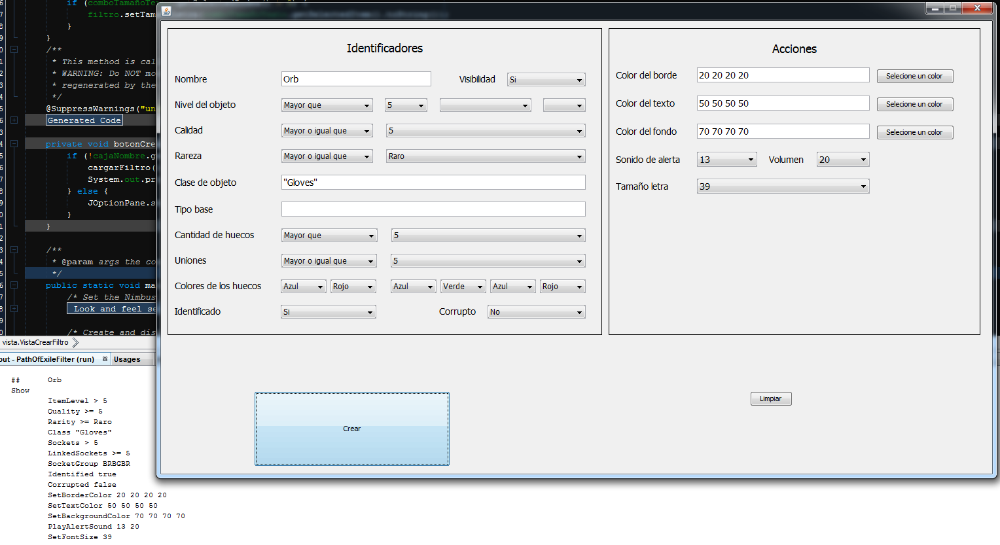 if (comboTamañoTe
filtro.setTam
}
}
/**
* This method is cal
* WARNING: Do NOT mo
* regenerated by the
*/
@SuppressWarnings("un
Generated Code
private void botonCre
if (!cajaNombre.g
cargarFiltro(
System.out.pr
} else {
JOptionPane.s
}
}
/**
* @param args the co
*/
public static void ma
/* Set the Nimbus
Look and feel se
/* Create and dis
vista.VistaCrearFiltro
out - PathOfExileFilter (run)
Usages
## Orb
Show
ItemLevel > 5
Quality >= 5
Rarity >= Raro
Class "Gloves"
Sockets > 5
LinkedSockets >= 5
SocketGroup BRBGBR
Identified true
Corrupted false
SetBorderColor 20 20 20 20
SetTextColor 50 50 50 50
SetBackgroundColor 70 70 70 70
PlayAlertSound 13 20
SetFontSize 39
Identificadores
Nombre Orb Visibilidad Si
Nivel del objeto Mayor que 5
Calidad Mayor o igual que 5
Rareza Mayor o igual que Raro
Clase de objeto "Gloves"
Tipo base
Cantidad de huecos Mayor que 5
Uniones Mayor o igual que 5
Colores de los huecos Azul Rojo Azul Verde Azul Rojo
Identificado Si Corrupto No
Crear
Acciones
Color del borde 20 20 20 20 Selecione un color
Color del texto 50 50 50 50 Selecione un color
Color del fondo 70 70 70 70 Selecione un color
Sonido de alerta 13 Volumen 20
Tamaño letra 39
Limpiar